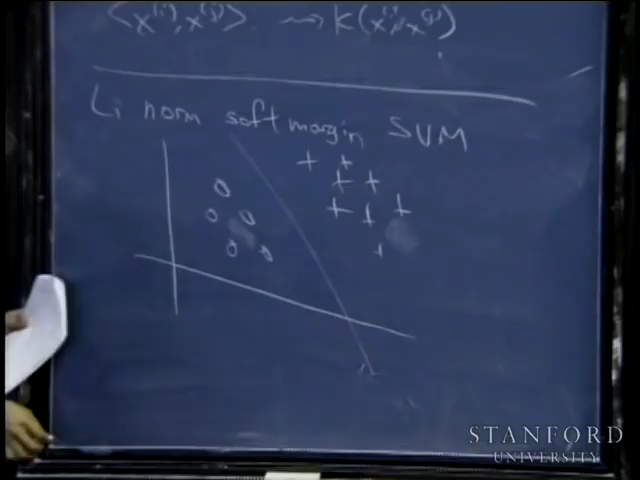 <x⁽ⁱ⁾, x⁽ʲ⁾> ⟿ K(x⁽ⁱ⁾, x⁽ʲ⁾)
L1 norm soft margin SVM
STANFORD
UNIVERSITY